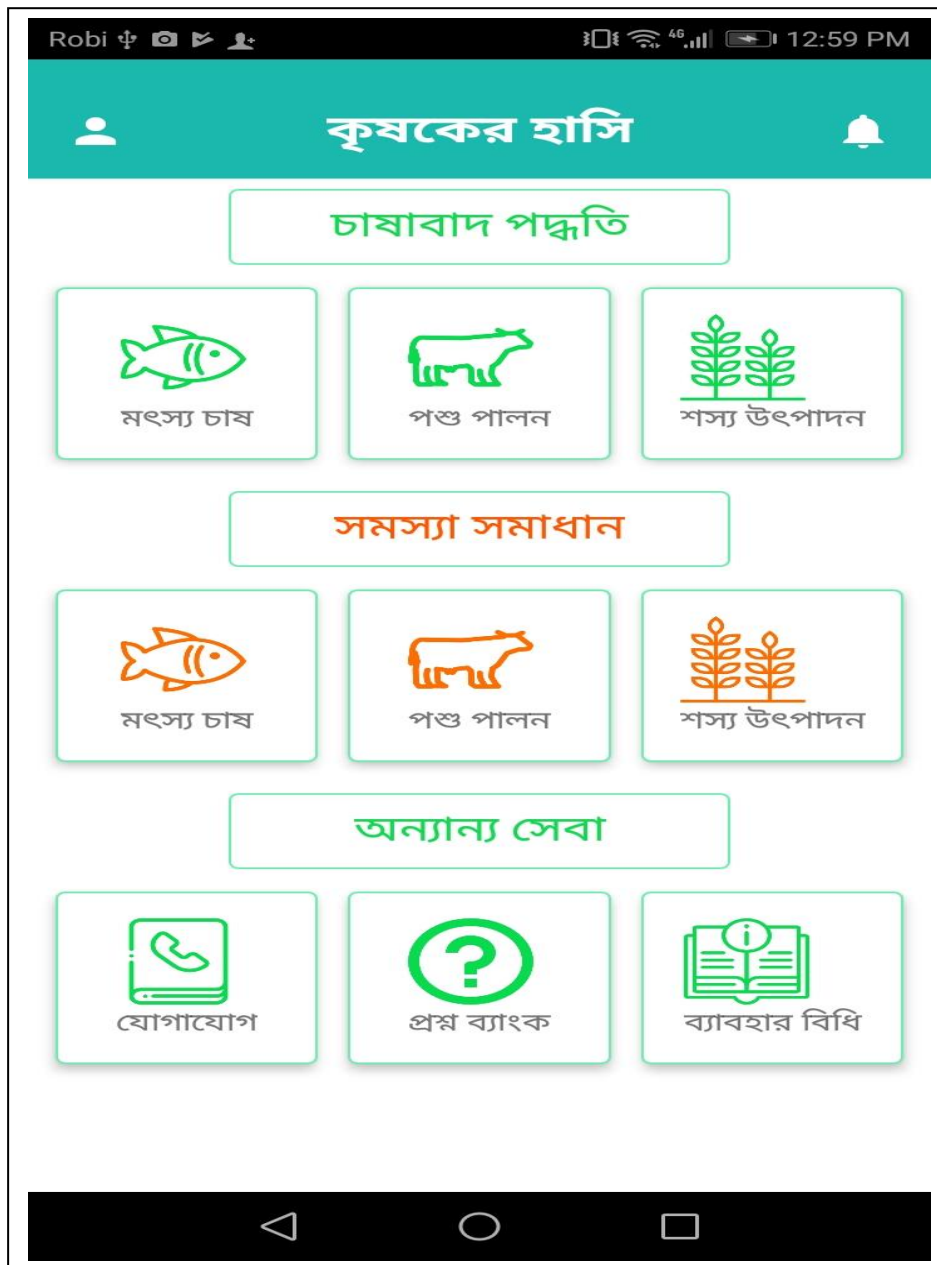 Robi 4G 12:59 PM
কৃষকের হাসি
চাষাবাদ পদ্ধতি
মৎস্য চাষ পশু পালন শস্য উৎপাদন
সমস্যা সমাধান
মৎস্য চাষ পশু পালন শস্য উৎপাদন
অন্যান্য সেবা
যোগাযোগ প্রশ্ন ব্যাংক ব্যাবহার বিধি